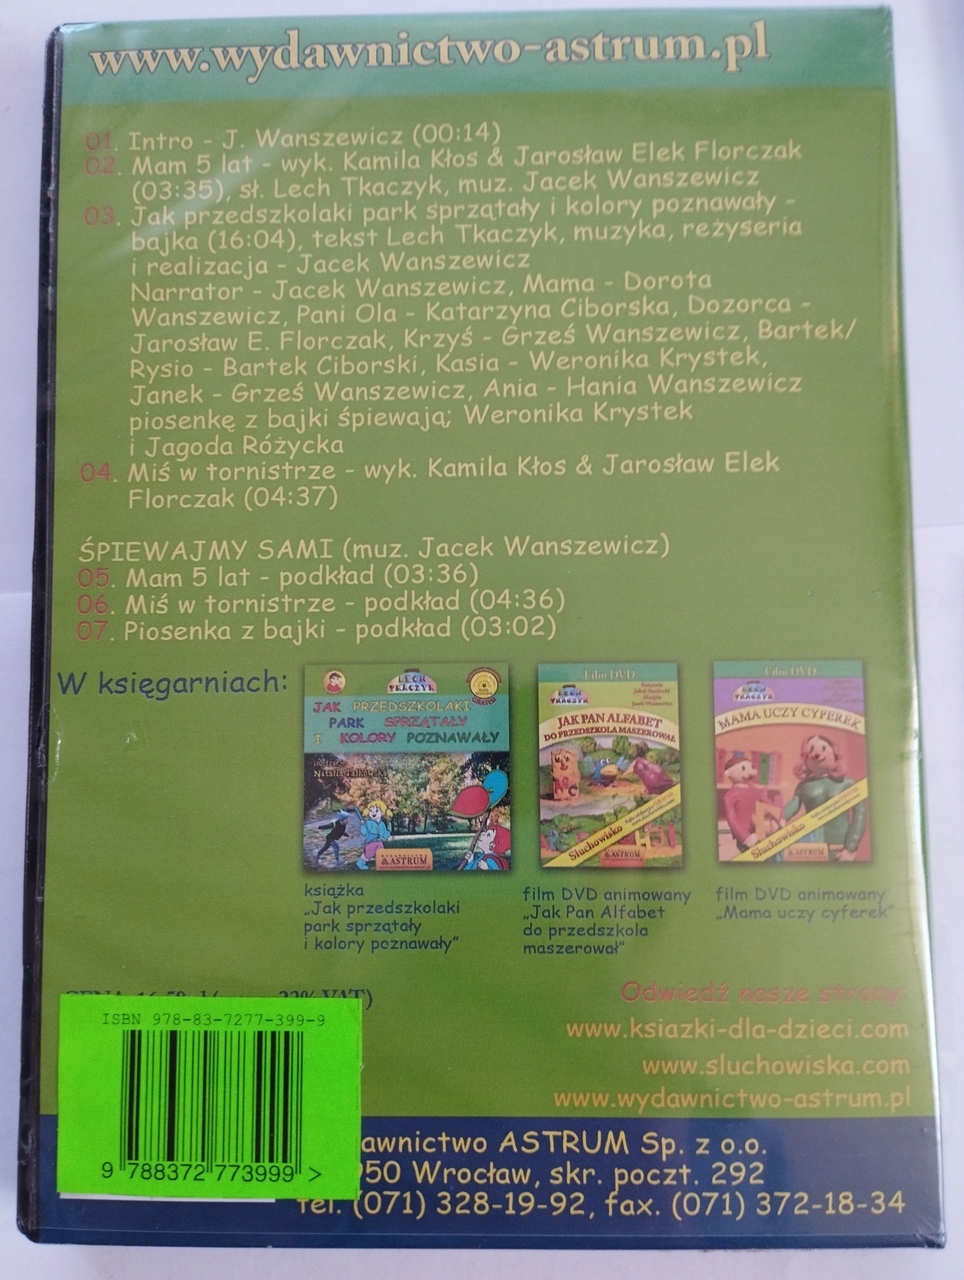 www.wydawnictwo-astrum.pl
01. Intro - J. Wanszewicz (00:14)
02. Mam 5 lat - wyk. Kamila Kłos & Jarosław Elek Florczak
(03:35), sł. Lech Tkaczyk, muz. Jacek Wanszewicz
03. Jak przedszkolaki park sprzątały i kolory poznawały -
bajka (16:04), tekst Lech Tkaczyk, muzyka, reżyseria
i realizacja - Jacek Wanszewicz
Narrator - Jacek Wanszewicz, Mama - Dorota
Wanszewicz, Pani Ola - Katarzyna Ciborska, Dozorca -
Jarosław E. Florczak, Krzyś - Grześ Wanszewicz, Bartek/
Rysio - Bartek Ciborski, Kasia - Weronika Krystek,
Janek - Grześ Wanszewicz, Ania - Hania Wanszewicz
piosenkę z bajki śpiewają; Weronika Krystek
i Jagoda Różycka
04. Miś w tornistrze - wyk. Kamila Kłos & Jarosław Elek
Florczak (04:37)
ŚPIEWAJMY SAMI (muz. Jacek Wanszewicz)
05. Mam 5 lat - podkład (03:36)
06. Miś w tornistrze - podkład (04:36)
07. Piosenka z bajki - podkład (03:02)
W księgarniach:
LECH
TKACZYK
JAK PRZEDSZKOLAKI
PARK SPRZĄTAŁY
I KOLORY POZNAWAŁY
ASTRUM
książka
„Jak przedszkolaki
park sprzątały
i kolory poznawały"
Film DVD
LECH
TKACZYK
JAK PAN ALFABET
DO PRZEDSZKOLA MASZEROWAŁ
Słuchowisko
ASTRUM
film DVD animowany
„Jak Pan Alfabet
do przedszkola
maszerował"
Film DVD
LECH
TKACZYK
MAMA UCZY CYFEREK
Słuchowisko
ASTRUM
film DVD animowany
„Mama uczy cyferek"
22% VAT)
Odwiedź nasze strony:
www.ksiazki-dla-dzieci.com
www.sluchowiska.com
www.wydawnictwo-astrum.pl
ISBN 978-83-7277-399-9
9 788372 773999 >
awnictwo ASTRUM Sp. z o.o.
950 Wrocław, skr. poczt. 292
tel. (071) 328-19-92, fax. (071) 372-18-34